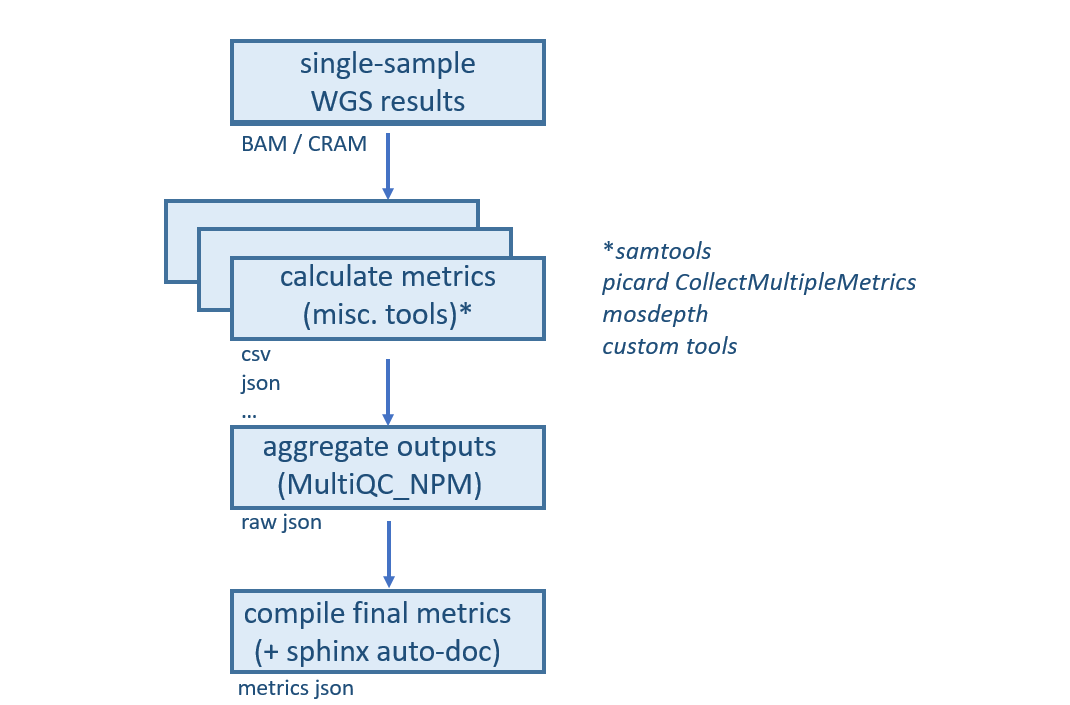 single-sample
WGS results
BAM / CRAM
calculate metrics
(misc. tools)*
*samtools
picard CollectMultipleMetrics
mosdepth
custom tools
csv
json
...
aggregate outputs
(MultiQC_NPM)
raw json
compile final metrics
(+ sphinx auto-doc)
metrics json